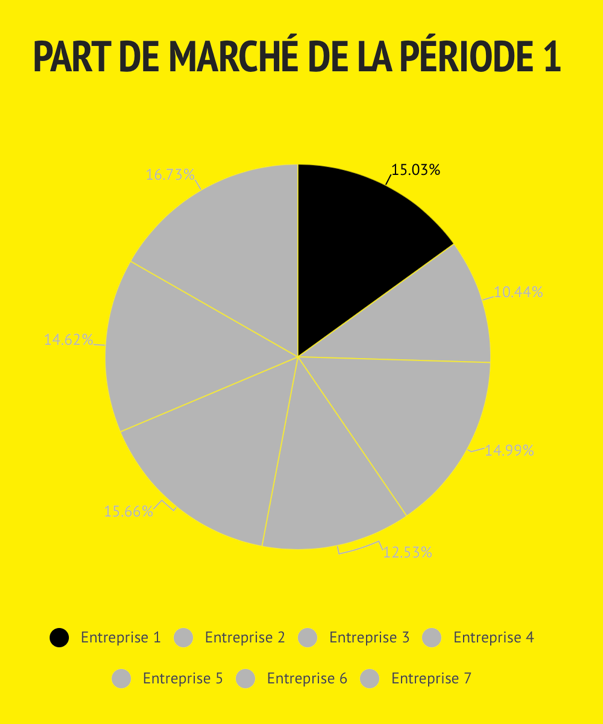 PART DE MARCHÉ DE LA PÉRIODE 1
15.03%
10.44%
14.99%
12.53%
15.66%
14.62%
16.73%
Entreprise 1 Entreprise 2 Entreprise 3 Entreprise 4
Entreprise 5 Entreprise 6 Entreprise 7